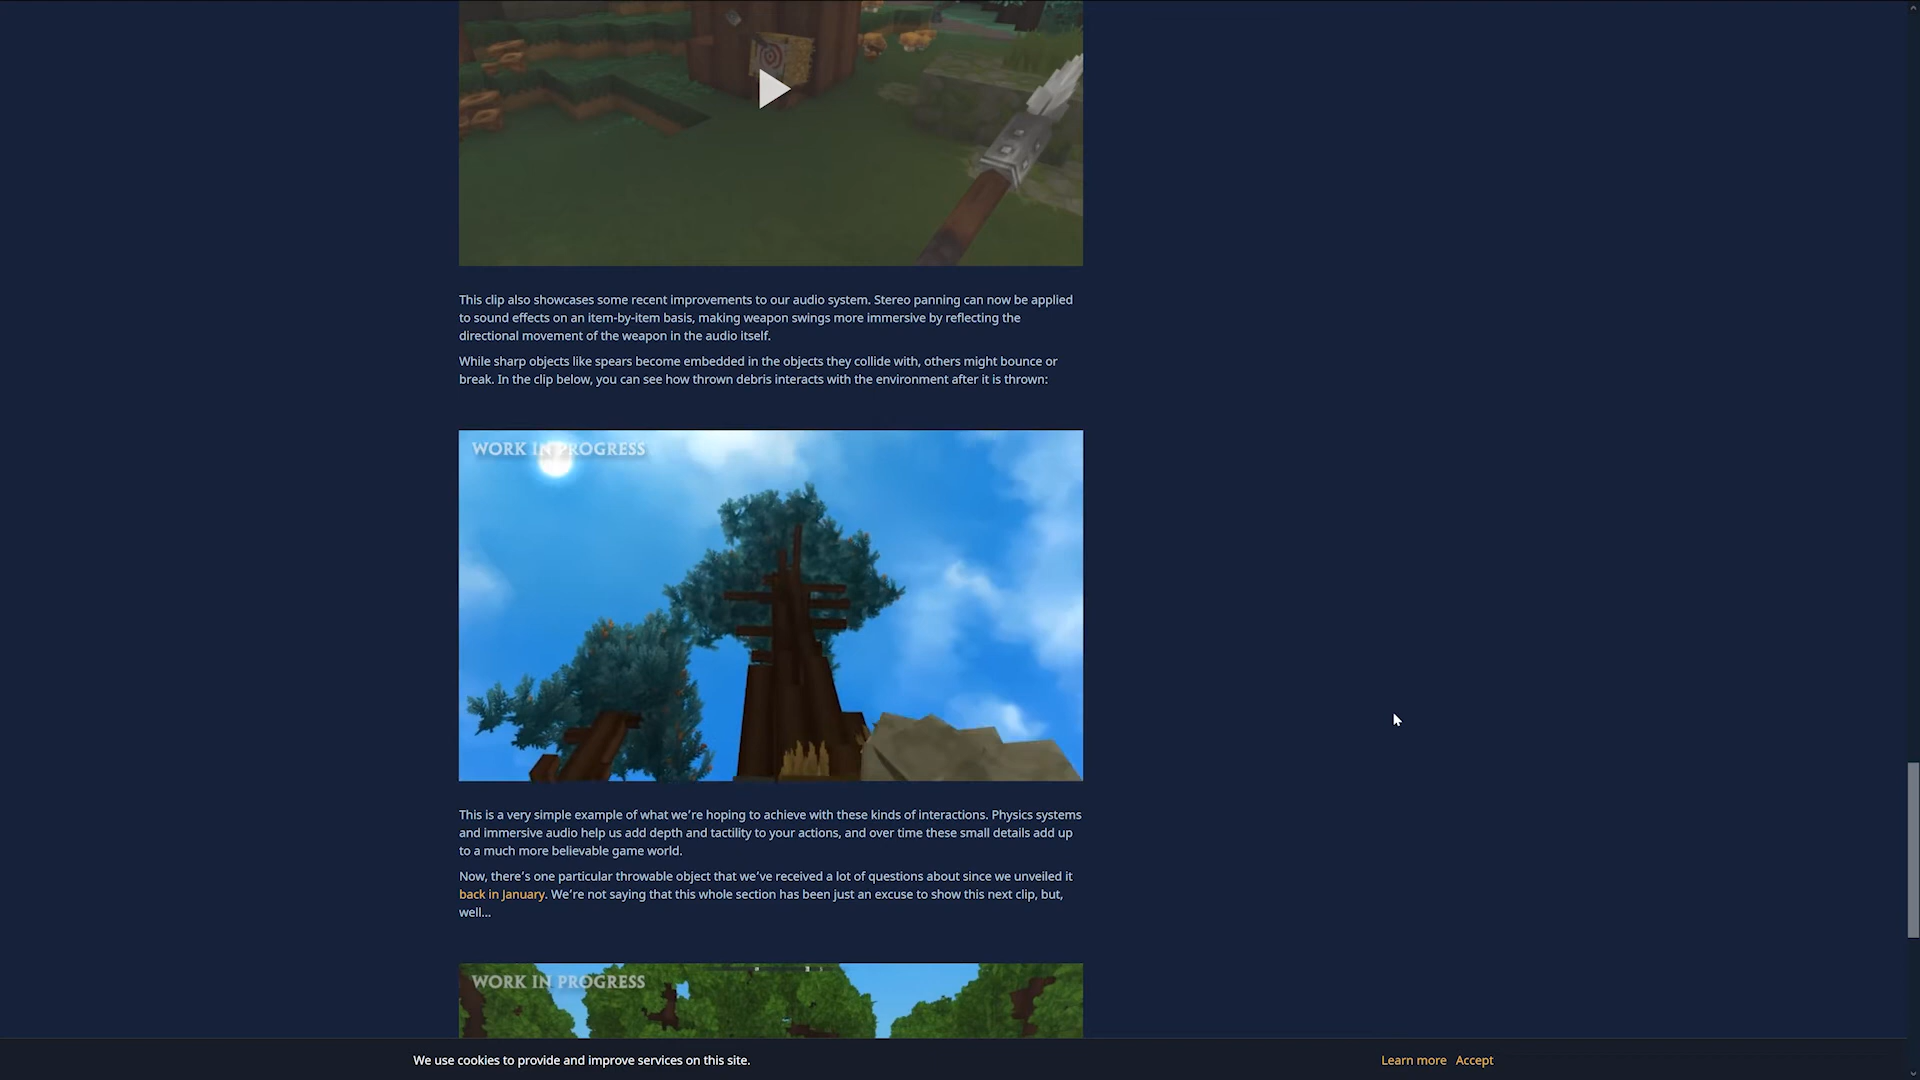 This clip also showcases some recent improvements to our audio system. Stereo panning can now be applied
to sound effects on an item-by-item basis, making weapon swings more immersive by reflecting the
directional movement of the weapon in the audio itself.
While sharp objects like spears become embedded in the objects they collide with, others might bounce or
break. In the clip below, you can see how thrown debris interacts with the environment after it is thrown:
WORK IN PROGRESS
This is a very simple example of what we’re hoping to achieve with these kinds of interactions. Physics systems
and immersive audio help us add depth and tactility to your actions, and over time these small details add up
to a much more believable game world.
Now, there’s one particular throwable object that we’ve received a lot of questions about since we unveiled it
back in January. We’re not saying that this whole section has been just an excuse to show this next clip, but,
well...
WORK IN PROGRESS
We use cookies to provide and improve services on this site.
Learn more Accept